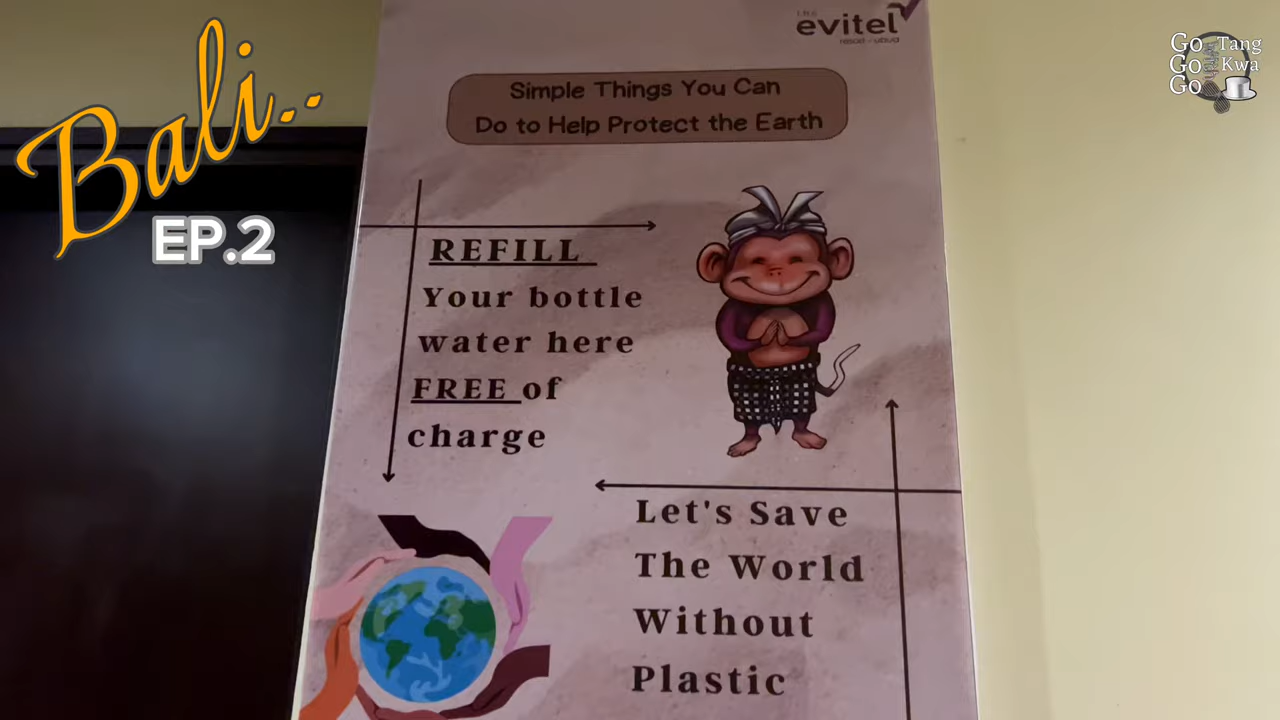 Bali..
EP.2
the
evitel
resort / ubud
Go Tang
Go Kwa
Go
Simple Things You Can
Do to Help Protect the Earth
REFILL
Your bottle
water here
FREE of
charge
Let's Save
The World
Without
Plastic